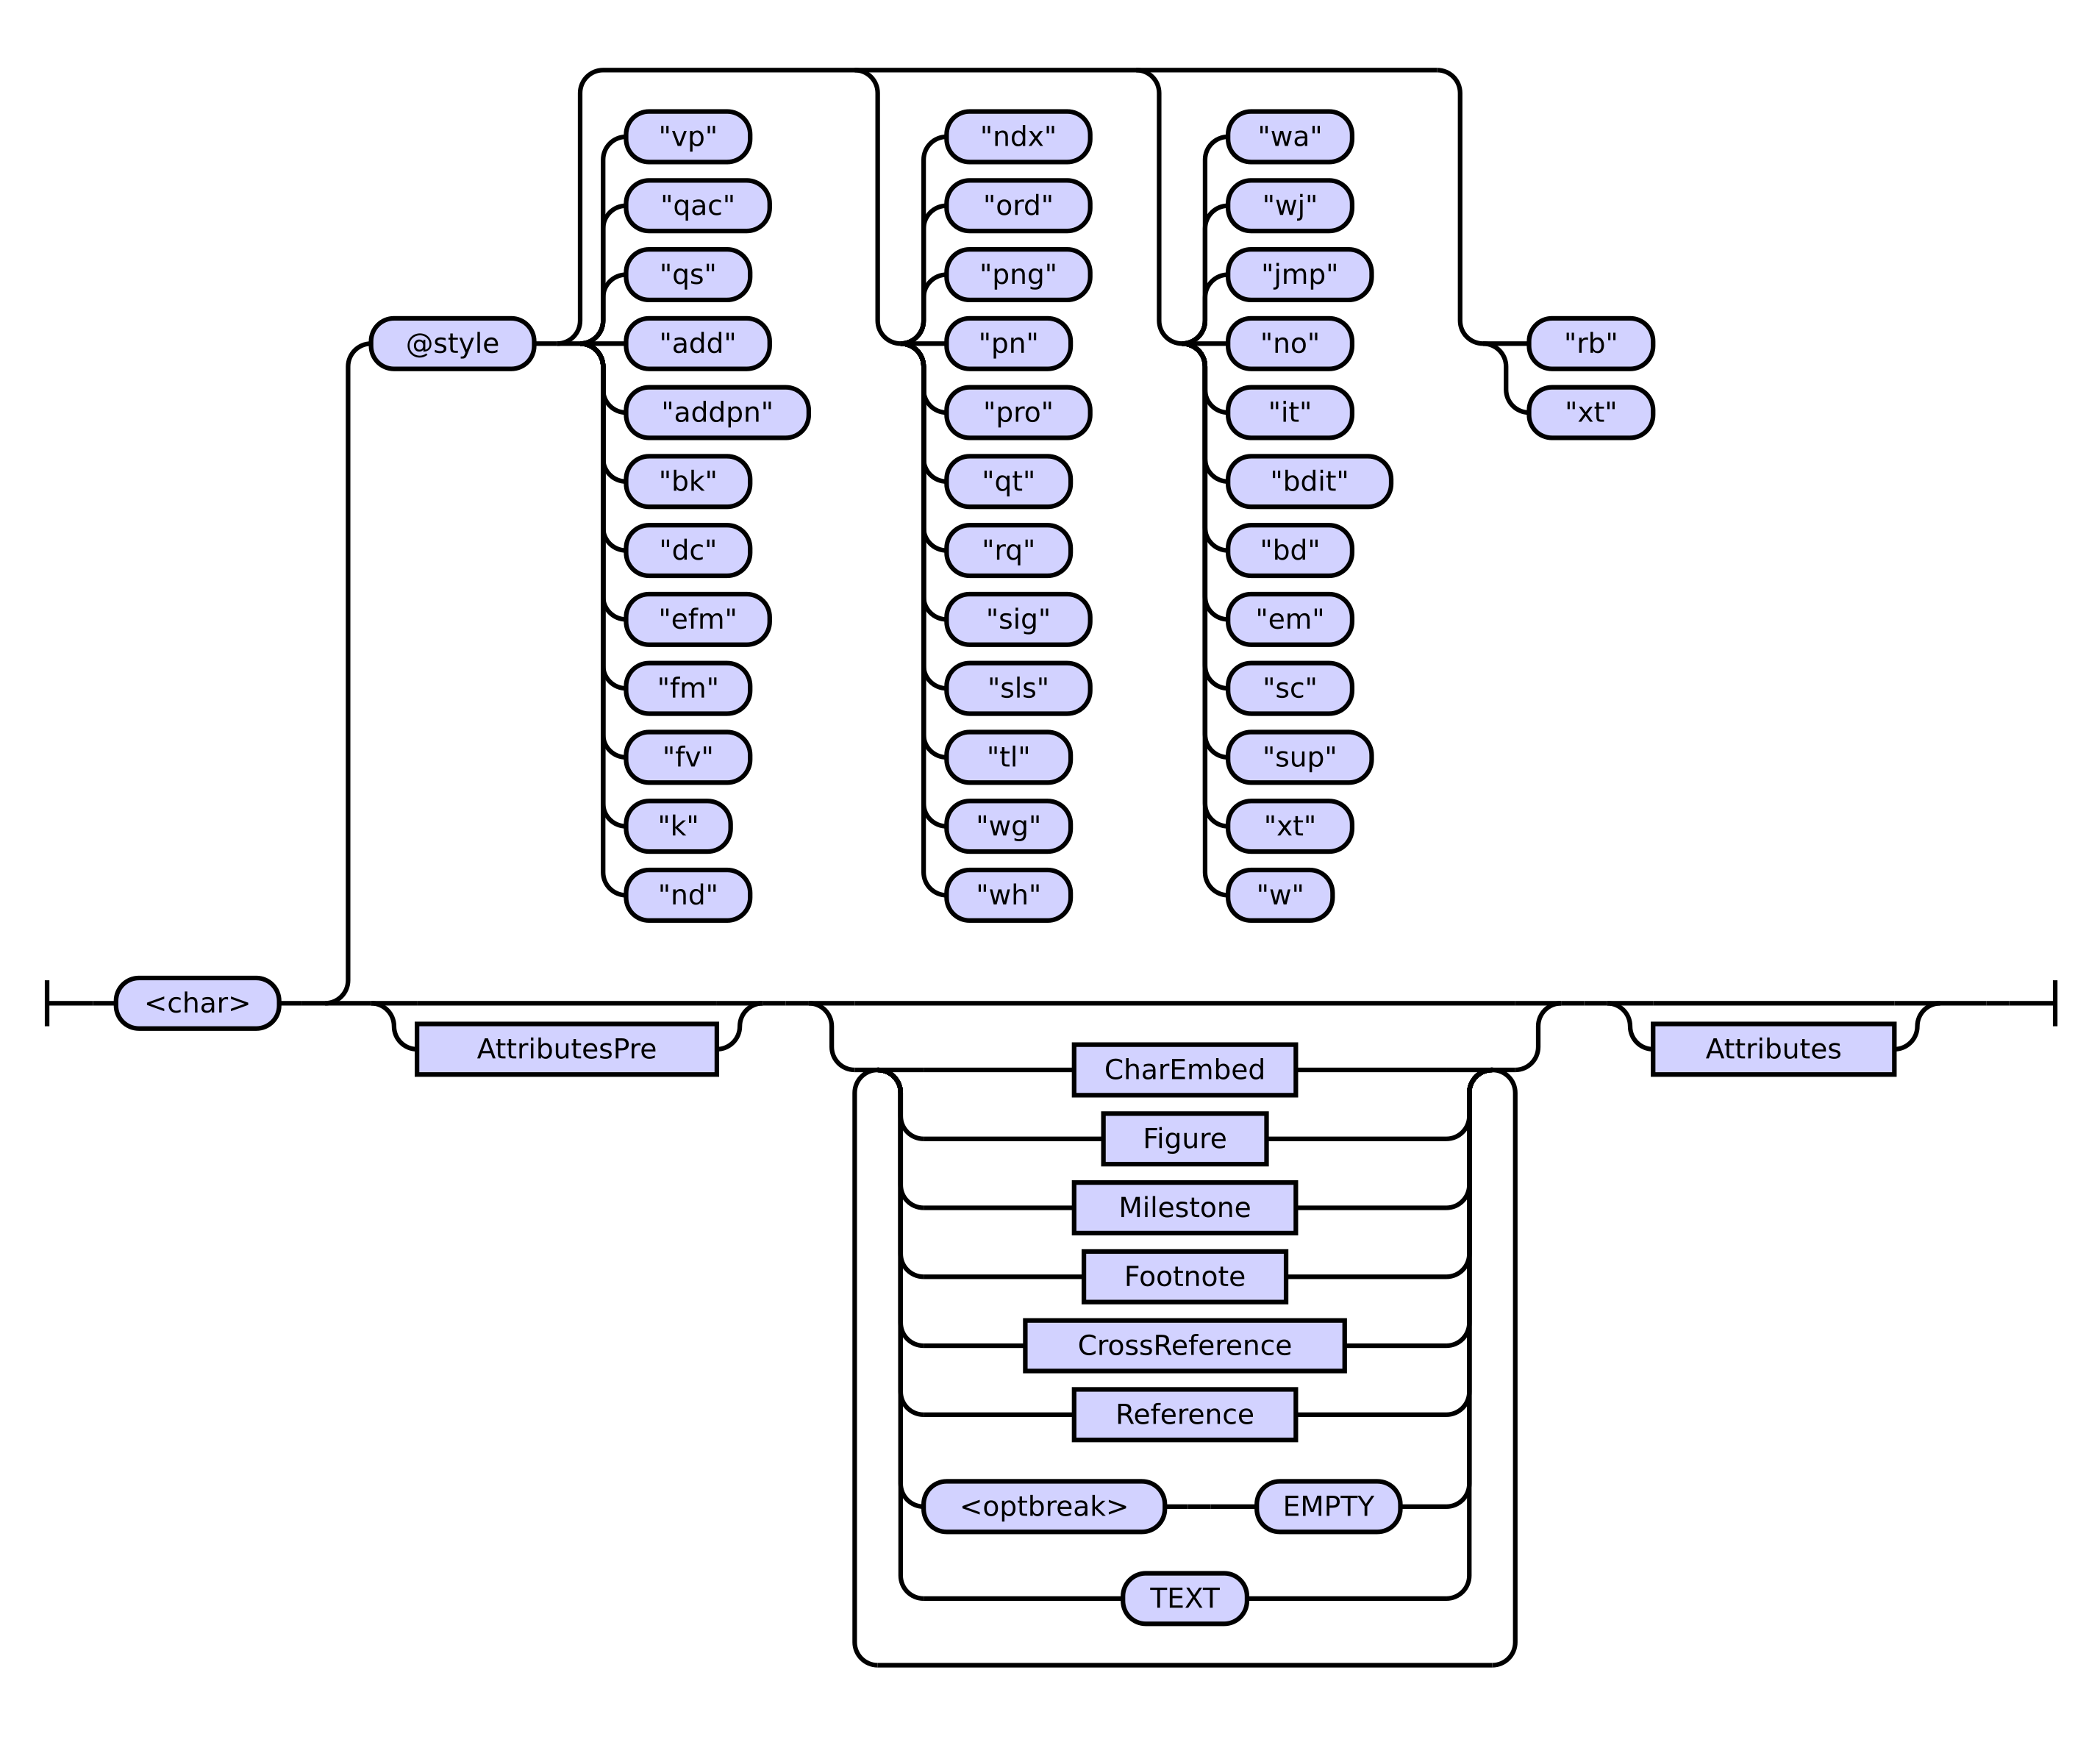 @style
"vp"
"qac"
"qs"
"add"
"addpn"
"bk"
"dc"
"efm"
"fm"
"fv"
"k"
"nd"
"ndx"
"ord"
"png"
"pn"
"pro"
"qt"
"rq"
"sig"
"sls"
"tl"
"wg"
"wh"
"wa"
"wj"
"jmp"
"no"
"it"
"bdit"
"bd"
"em"
"sc"
"sup"
"xt"
"w"
"rb"
"xt"
<char>
AttributesPre
CharEmbed
Figure
Milestone
Footnote
CrossReference
Reference
<optbreak> EMPTY
TEXT
Attributes